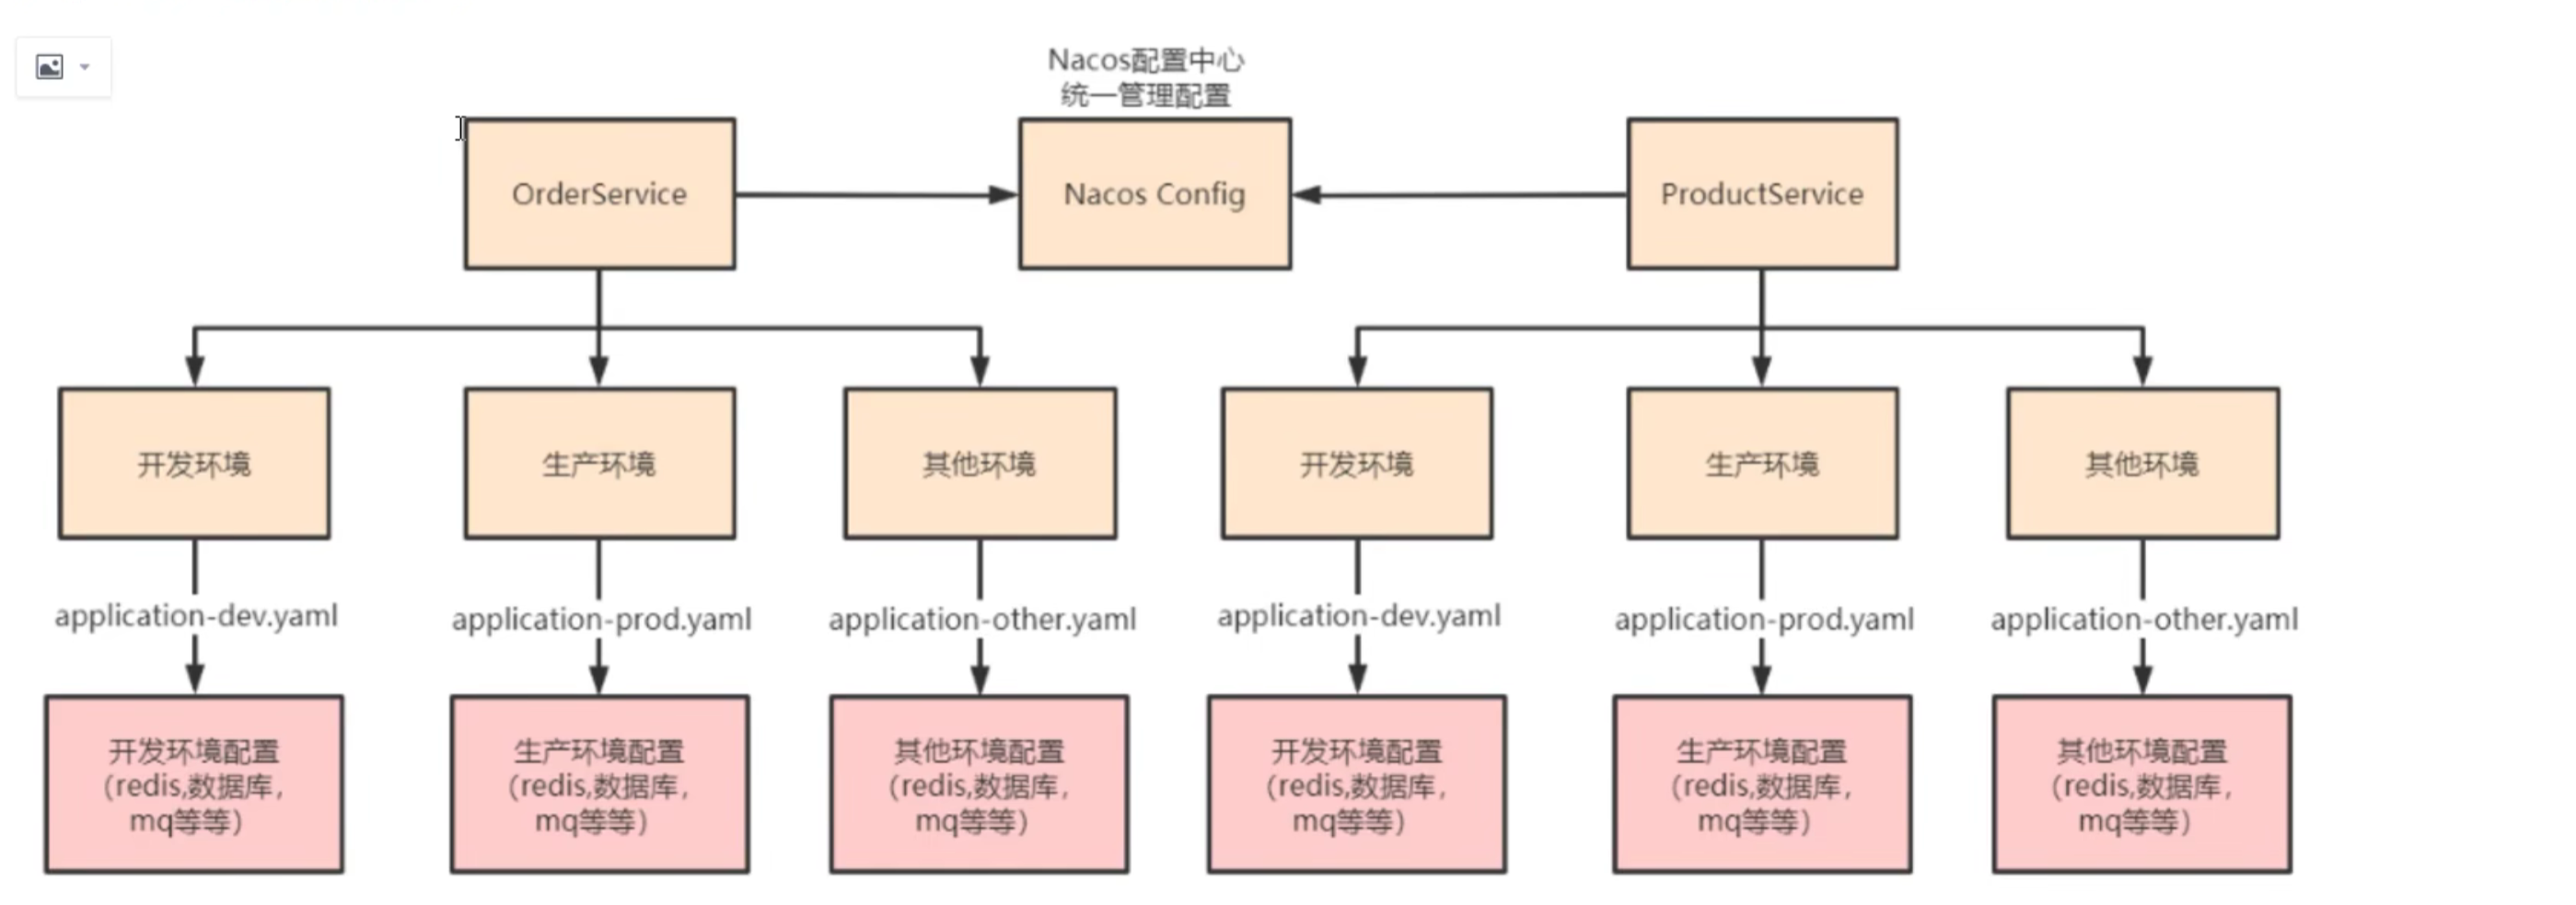 Nacos配置中心
统一管理配置
OrderService
Nacos Config
ProductService
开发环境
生产环境
其他环境
开发环境
生产环境
其他环境
application-dev.yaml
application-prod.yaml
application-other.yaml
application-dev.yaml
application-prod.yaml
application-other.yaml
开发环境配置
（redis,数据库，
mq等等）
生产环境配置
（redis,数据库，
mq等等）
其他环境配置
（redis,数据库，
mq等等）
开发环境配置
（redis,数据库，
mq等等）
生产环境配置
（redis,数据库，
mq等等）
其他环境配置
（redis,数据库，
mq等等）